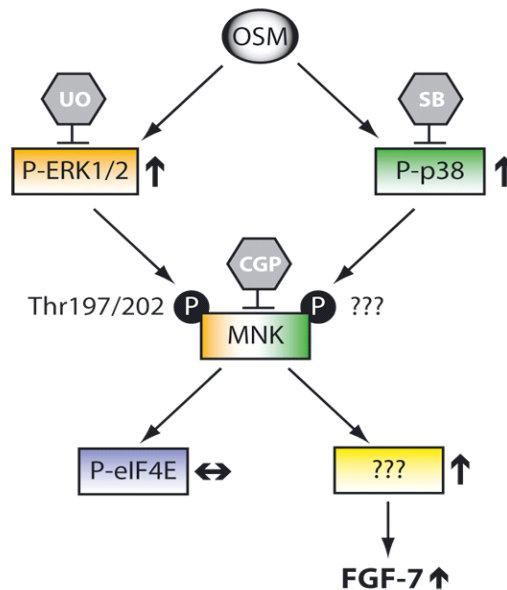 OSM
UO
SB
P-ERK1/2
P-p38
CGP
Thr197/202 P P ???
MNK
P-eIF4E
???
FGF-7